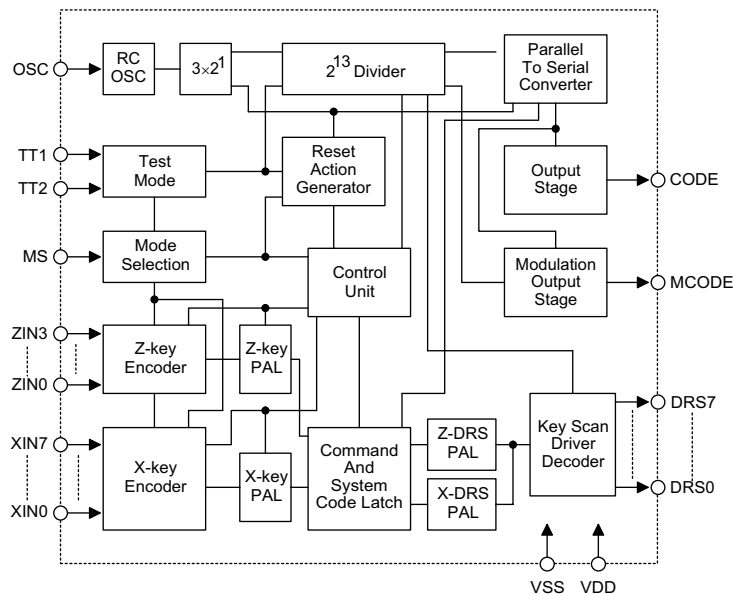 OSC
RC
OSC
3×2¹
2¹³ Divider
Parallel
To Serial
Converter
TT1
TT2
Test
Mode
Reset
Action
Generator
Output
Stage
CODE
MS
Mode
Selection
Control
Unit
Modulation
Output
Stage
MCODE
ZIN3
ZIN0
Z-key
Encoder
Z-key
PAL
XIN7
XIN0
X-key
Encoder
X-key
PAL
Command
And
System
Code Latch
Z-DRS
PAL
X-DRS
PAL
Key Scan
Driver
Decoder
DRS7
DRS0
VSS
VDD